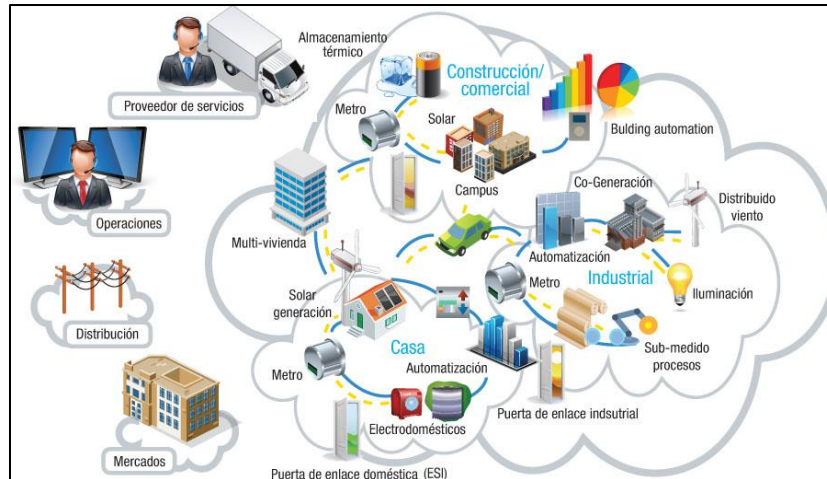 Almacenamiento
térmico
Construcción/
comercial
Proveedor de servicios
Metro
Solar
Bulding automation
Operaciones
Campus
Co-Generación
Distribuido
viento
Multi-vivienda
Automatización
Metro
Industrial
Iluminación
Solar
generación
Distribución
Casa
Sub-medido
procesos
Metro
Automatización
Electrodomésticos
Puerta de enlace indsutrial
Mercados
Puerta de enlace doméstica (ESI)